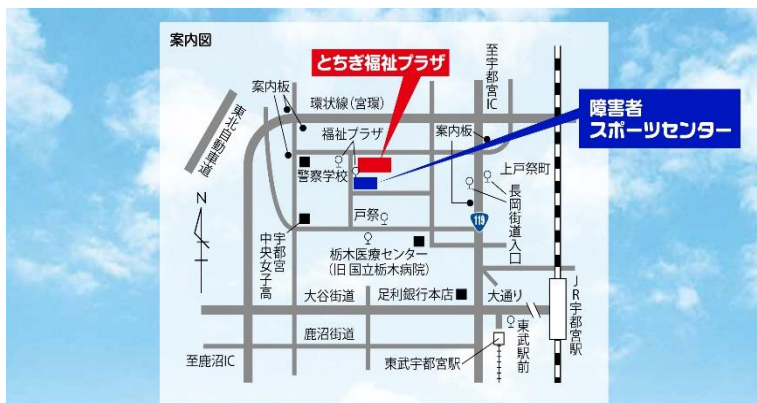 案内図
とちぎ福祉プラザ
至宇都宮IC
障害者
スポーツセンター
案内板
環状線(宮環)
東北自動車道
福祉プラザ
案内板
警察学校
上戸祭町
長岡街道入口
N
戸祭
119
宇都宮
中央女子高
栃木医療センター
(旧 国立栃木病院)
大谷街道
足利銀行本店
大通り
JR宇都宮駅
鹿沼街道
東武駅前
至鹿沼IC
東武宇都宮駅